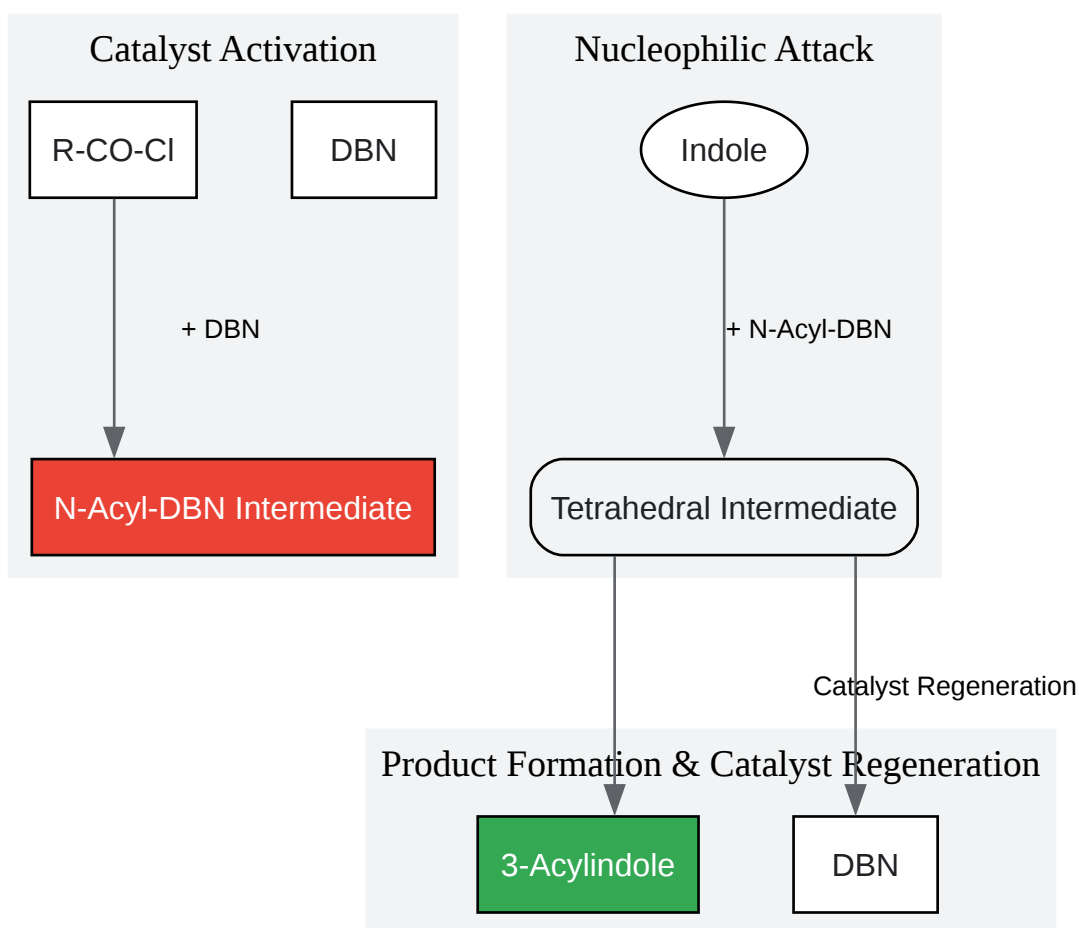 Catalyst Activation
R-CO-Cl
DBN
+ DBN
N-Acyl-DBN Intermediate
Nucleophilic Attack
Indole
+ N-Acyl-DBN
Tetrahedral Intermediate
Catalyst Regeneration
Product Formation & Catalyst Regeneration
3-Acylindole
DBN